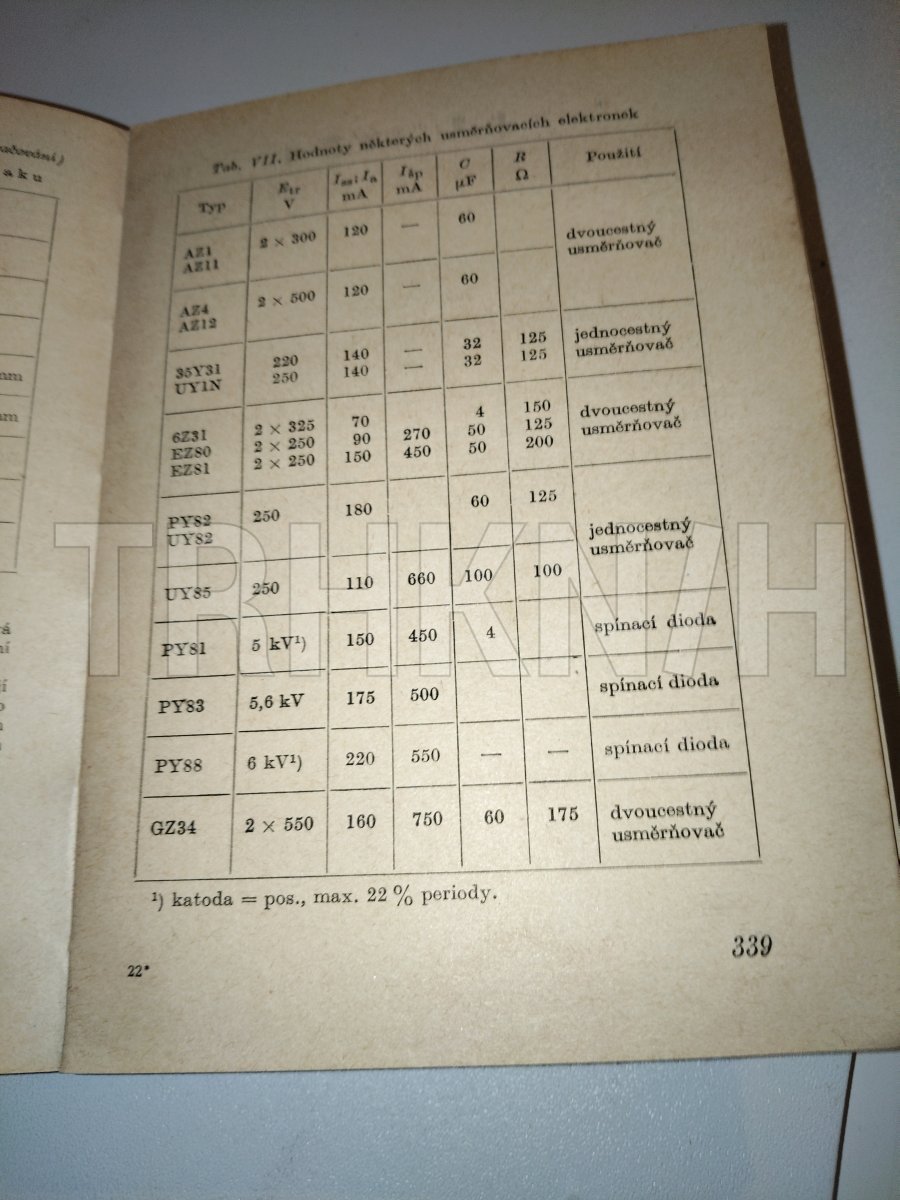 ačování)
aku
mm
mm
Tab. VII. Hodnoty některých usměrňovacích elektronek
Typ Etr V Iss; Ia mA Išp mA C µF R Ω Použití
AZ1 2 × 300 120 — 60 dvoucestný
AZ11 usměrňovač
AZ4 2 × 500 120 — 60
AZ12
35Y31 220 140 — 32 125 jednocestný
UY1N 250 140 — 32 125 usměrňovač
6Z31 2 × 325 70 4 150 dvoucestný
EZ80 2 × 250 90 270 50 125 usměrňovač
EZ81 2 × 250 150 450 50 200
PY82 250 180 60 125 jednocestný
UY82 usměrňovač
UY85 250 110 660 100 100
PY81 5 kV¹) 150 450 4 spínací dioda
PY83 5,6 kV 175 500 spínací dioda
PY88 6 kV¹) 220 550 — — spínací dioda
GZ34 2 × 550 160 750 60 175 dvoucestný
usměrňovač
¹) katoda = pos., max. 22 % periody.
22*
339
TRHKNIH